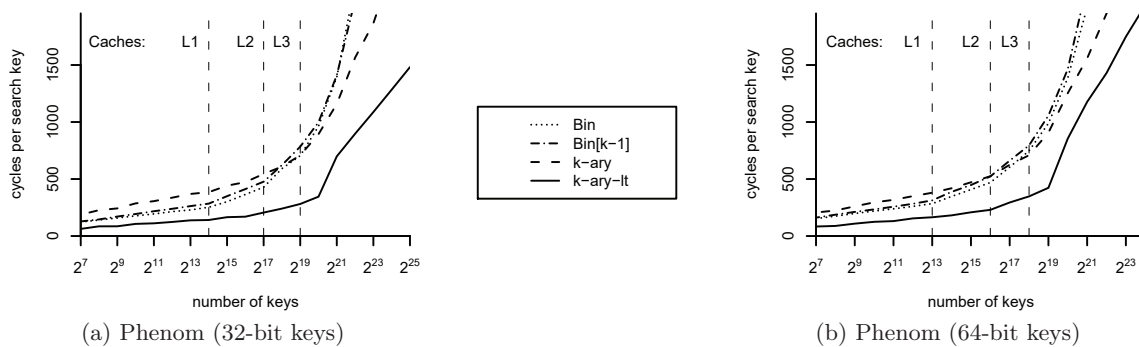 cycles per search key
0 500 1000 1500
Caches: L1 L2 L3
2^7 2^9 2^11 2^13 2^15 2^17 2^19 2^21 2^23 2^25
number of keys
(a) Phenom (32-bit keys)
Bin
Bin[k−1]
k−ary
k−ary−lt
cycles per search key
0 500 1000 1500
Caches: L1 L2 L3
2^7 2^9 2^11 2^13 2^15 2^17 2^19 2^21 2^23
number of keys
(b) Phenom (64-bit keys)